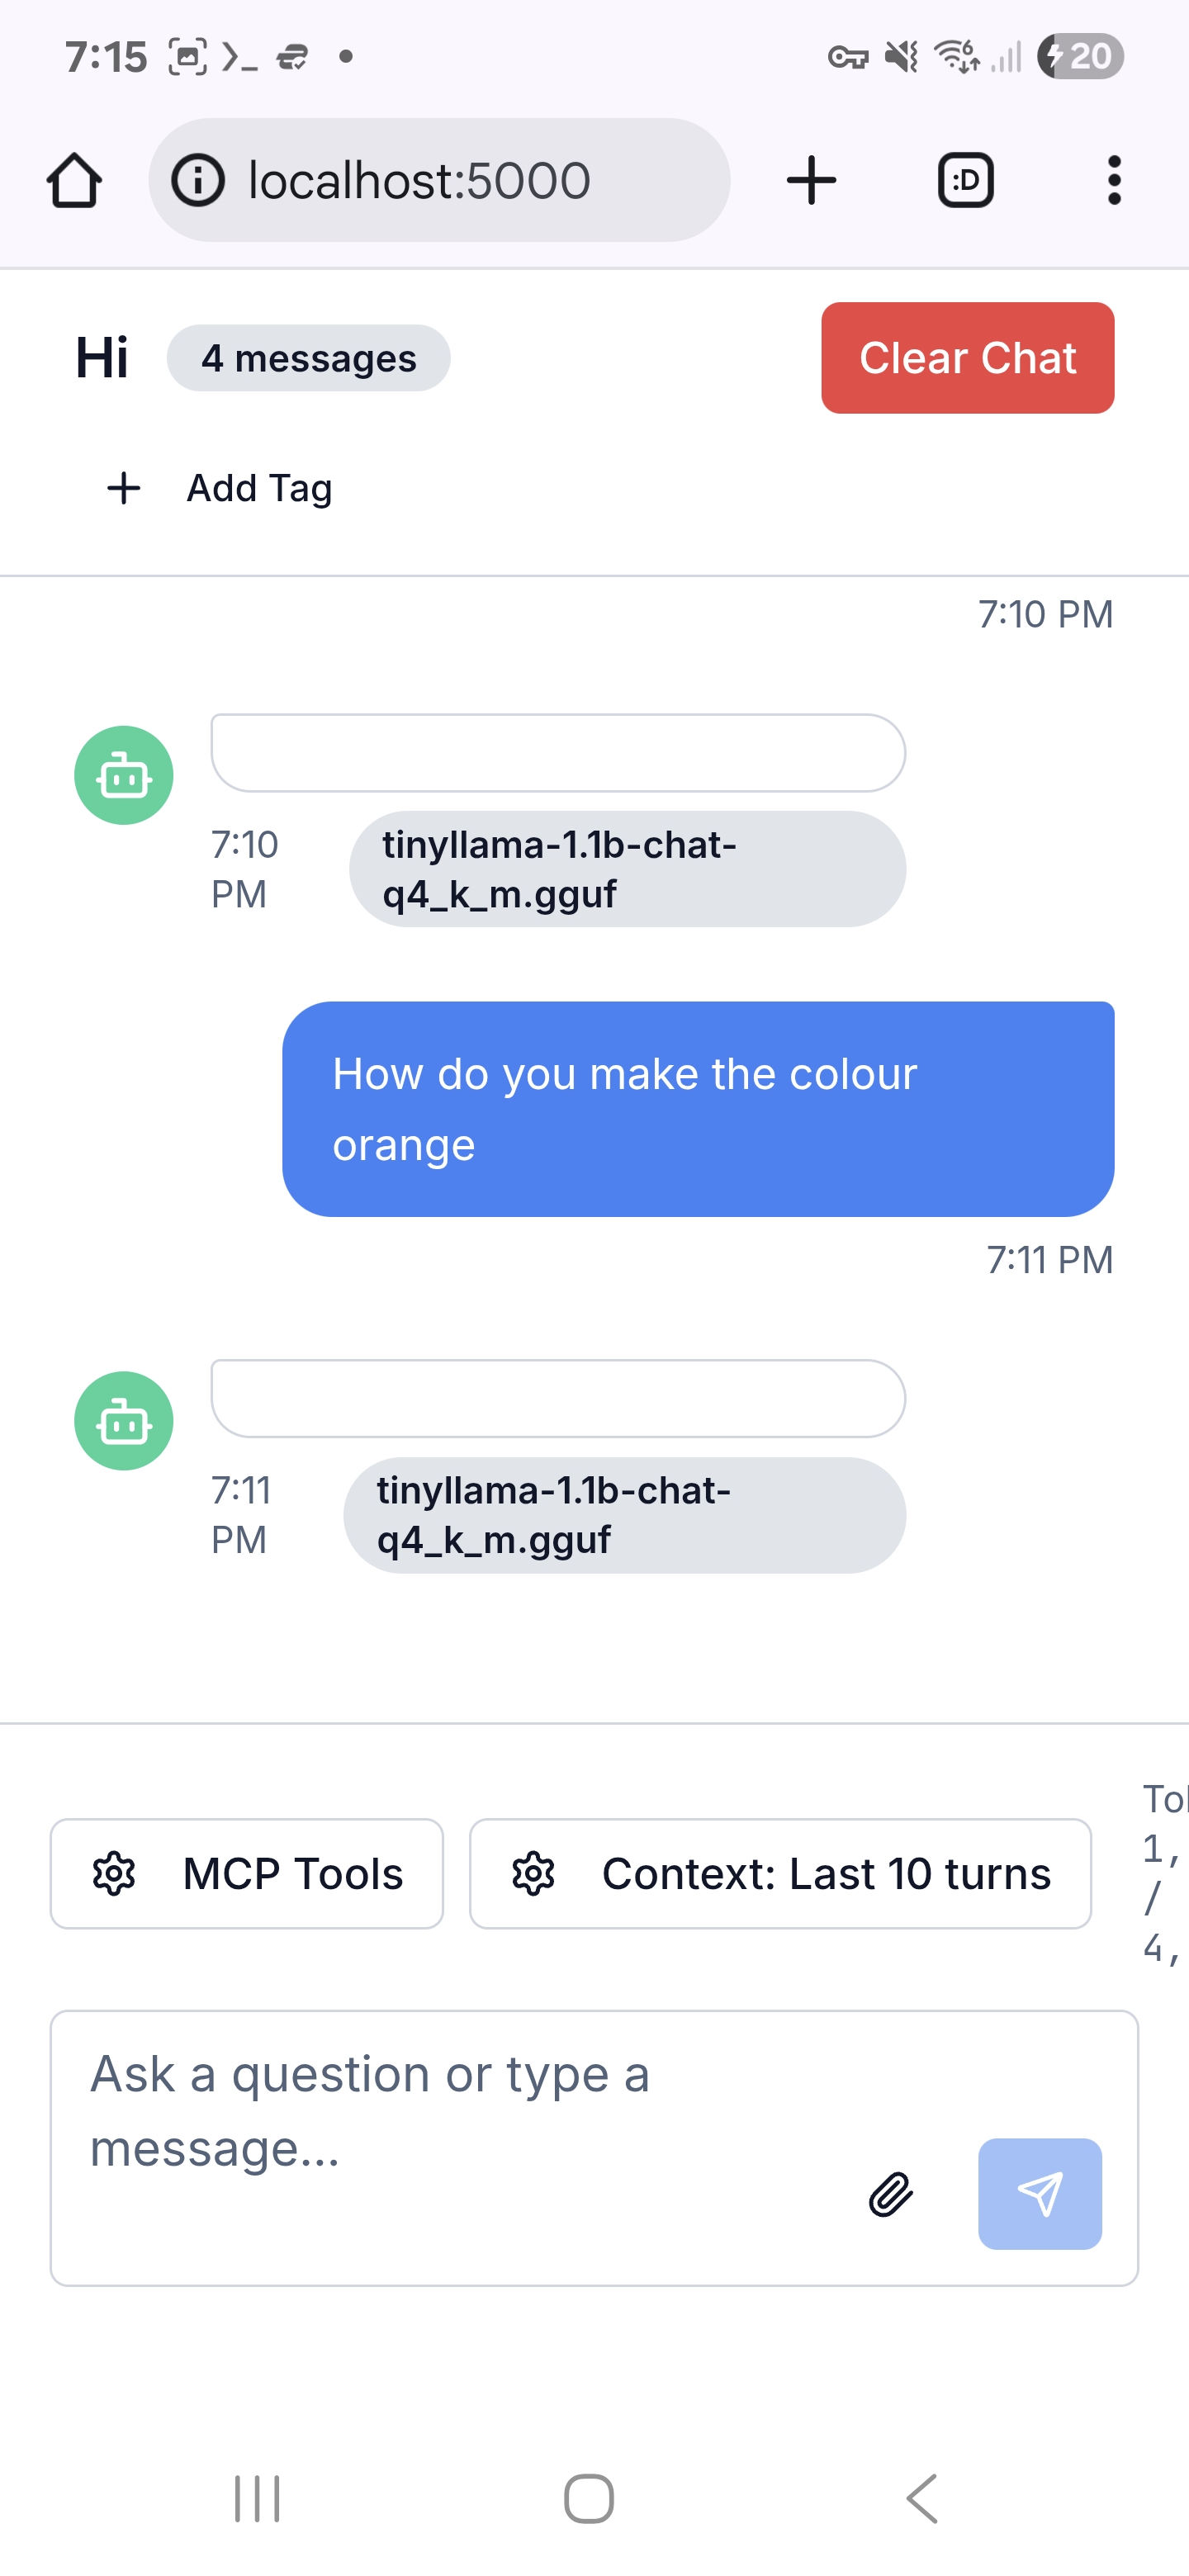 7:15
6
20
localhost:5000
:D
Hi
4 messages
Clear Chat
Add Tag
7:10 PM
7:10
PM
tinyllama-1.1b-chat-
q4_k_m.gguf
How do you make the colour
orange
7:11 PM
7:11
PM
tinyllama-1.1b-chat-
q4_k_m.gguf
MCP Tools
Context: Last 10 turns
1,
/
4,
Ask a question or type a
message...